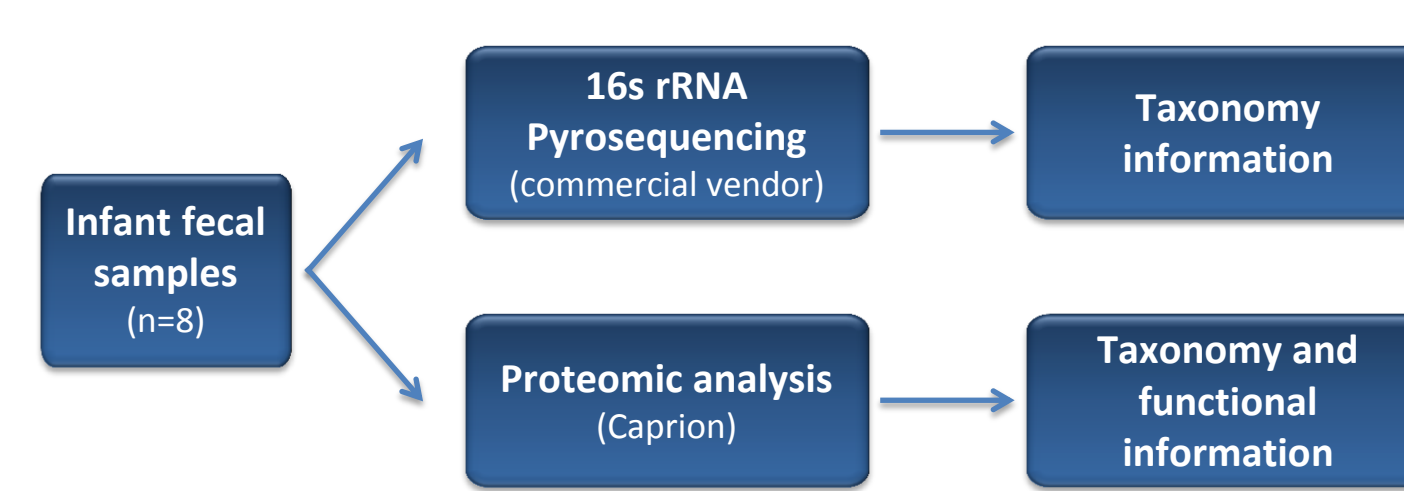 Infant fecal
samples
(n=8)
16s rRNA
Pyrosequencing
(commercial vendor)
Taxonomy
information
Proteomic analysis
(Caprion)
Taxonomy and
functional
information